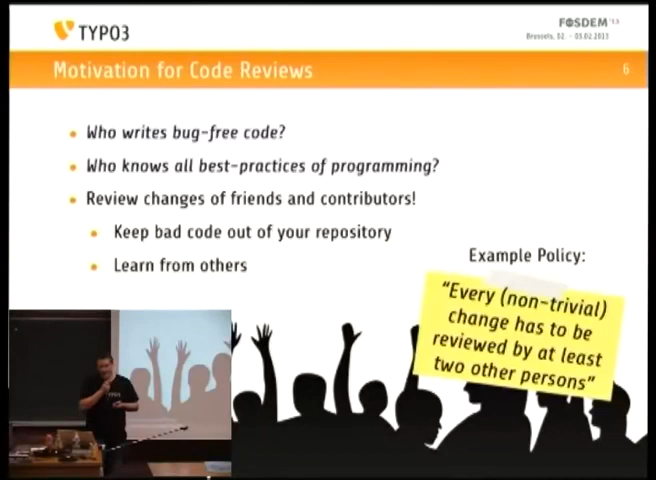 TYPO3
FOSDEM'13
Brussels, 02. - 03.02.2013
Motivation for Code Reviews
6
Who writes bug-free code?
Who knows all best-practices of programming?
Review changes of friends and contributors!
Keep bad code out of your repository
Learn from others
Example Policy:
"Every (non-trivial)
change has to be
reviewed by at least
two other persons"